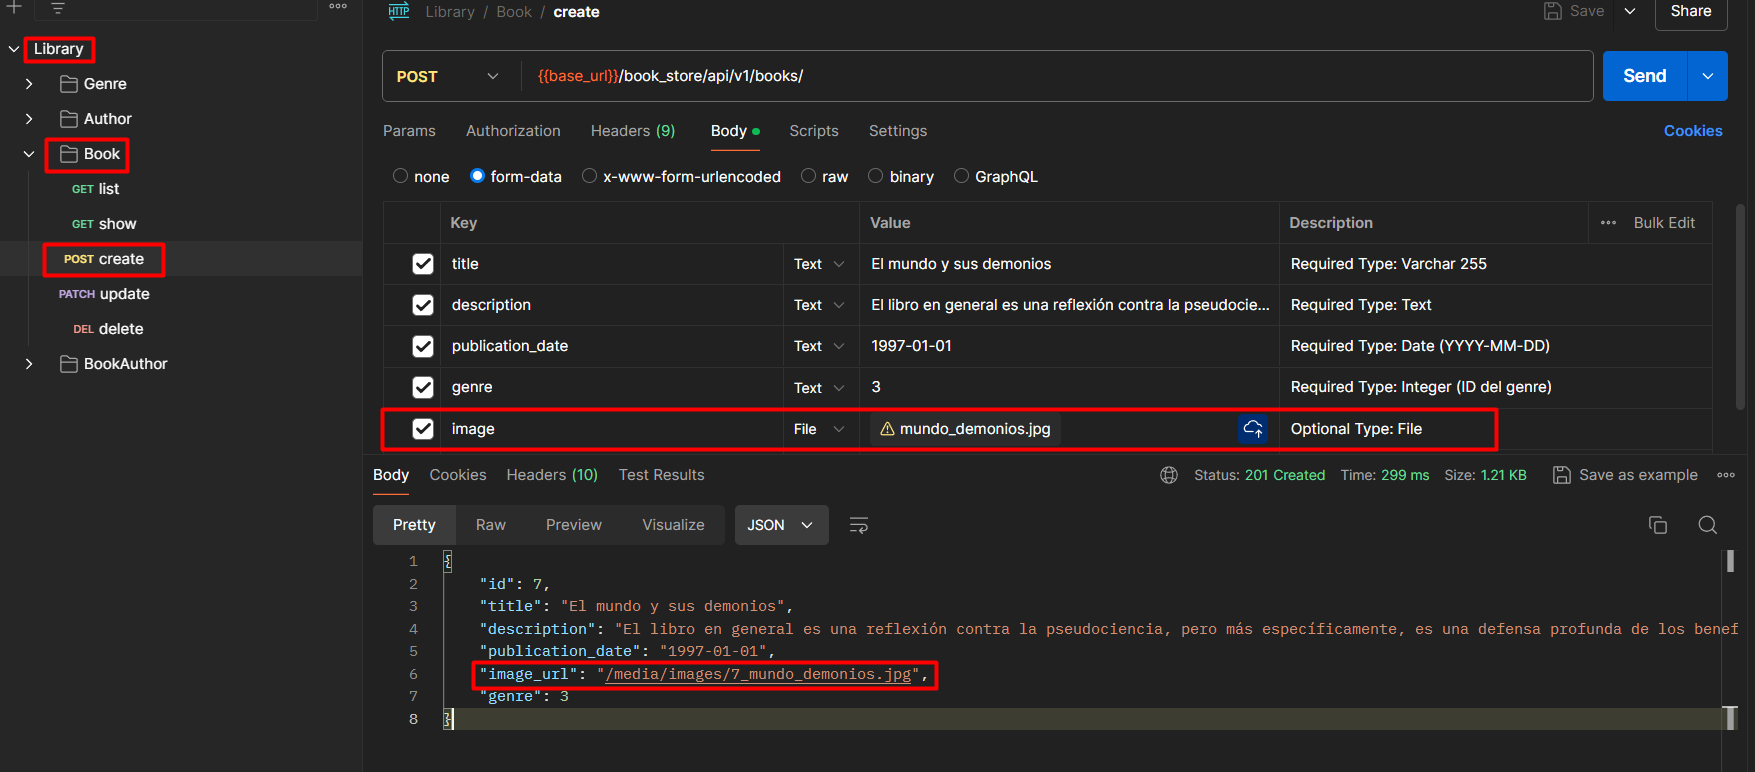 Library / Book / create
Save
Share
Library
Genre
Author
Book
GET list
GET show
POST create
PATCH update
DEL delete
BookAuthor
POST {{base_url}}/book_store/api/v1/books/
Send
Params Authorization Headers (9) Body Scripts Settings Cookies
none form-data x-www-form-urlencoded raw binary GraphQL
Key Value Description Bulk Edit
title Text El mundo y sus demonios Required Type: Varchar 255
description Text El libro en general es una reflexión contra la pseudocie... Required Type: Text
publication_date Text 1997-01-01 Required Type: Date (YYYY-MM-DD)
genre Text 3 Required Type: Integer (ID del genre)
image File mundo_demonios.jpg Optional Type: File
Body Cookies Headers (10) Test Results Status: 201 Created Time: 299 ms Size: 1.21 KB Save as example
Pretty Raw Preview Visualize JSON
1 {
2 "id": 7,
3 "title": "El mundo y sus demonios",
4 "description": "El libro en general es una reflexión contra la pseudociencia, pero más específicamente, es una defensa profunda de los benef
5 "publication_date": "1997-01-01",
6 "image_url": "/media/images/7_mundo_demonios.jpg",
7 "genre": 3
8 }